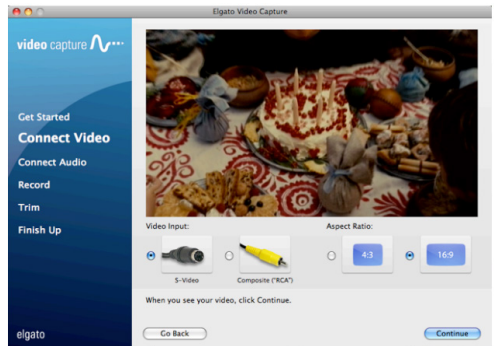 Elgato Video Capture
video capture
Get Started
Connect Video
Connect Audio
Record
Trim
Finish Up
Video Input:
Aspect Ratio:
4:3
16:9
S-Video
Composite ("RCA")
When you see your video, click Continue.
elgato
Go Back
Continue